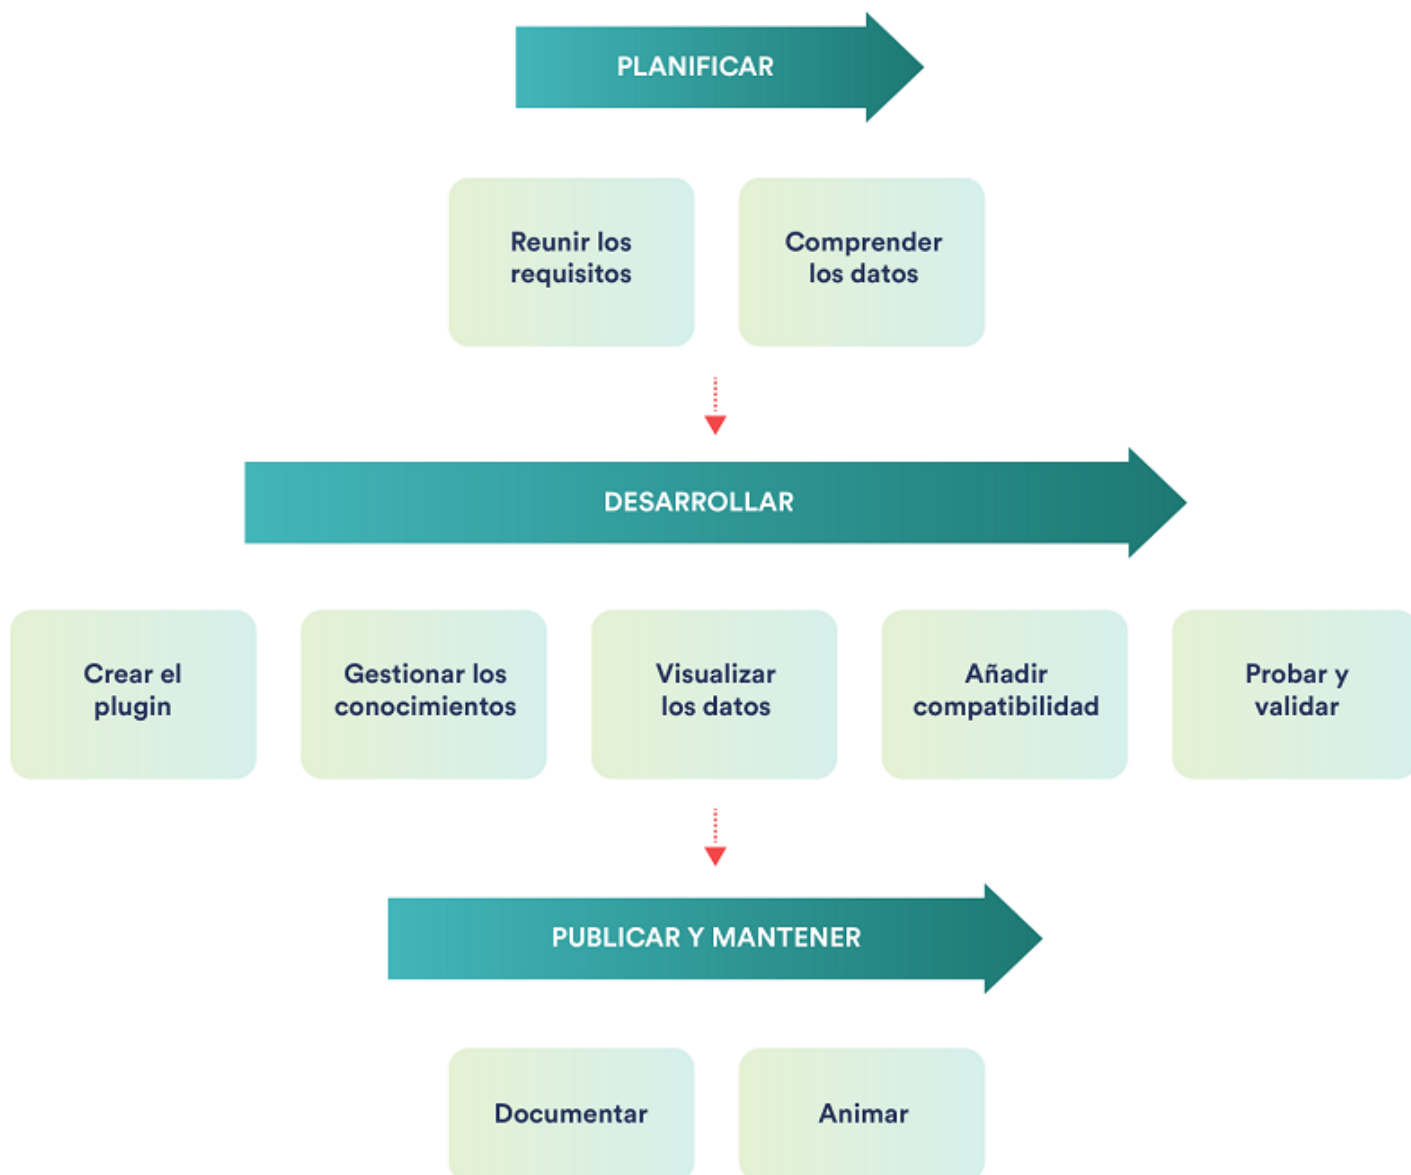 PLANIFICAR
Reunir los
requisitos
Comprender
los datos
DESARROLLAR
Crear el
plugin
Gestionar los
conocimientos
Visualizar
los datos
Añadir
compatibilidad
Probar y
validar
PUBLICAR Y MANTENER
Documentar
Animar